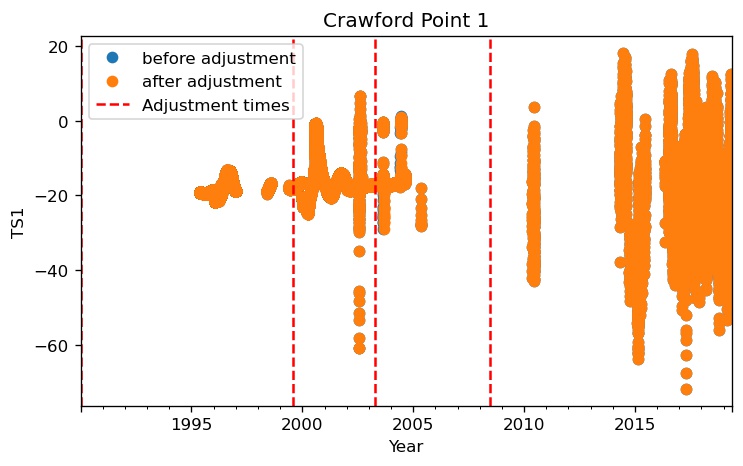 Crawford Point 1
before adjustment
after adjustment
Adjustment times
20
0
−20
−40
−60
TS1
1995
2000
2005
2010
2015
Year